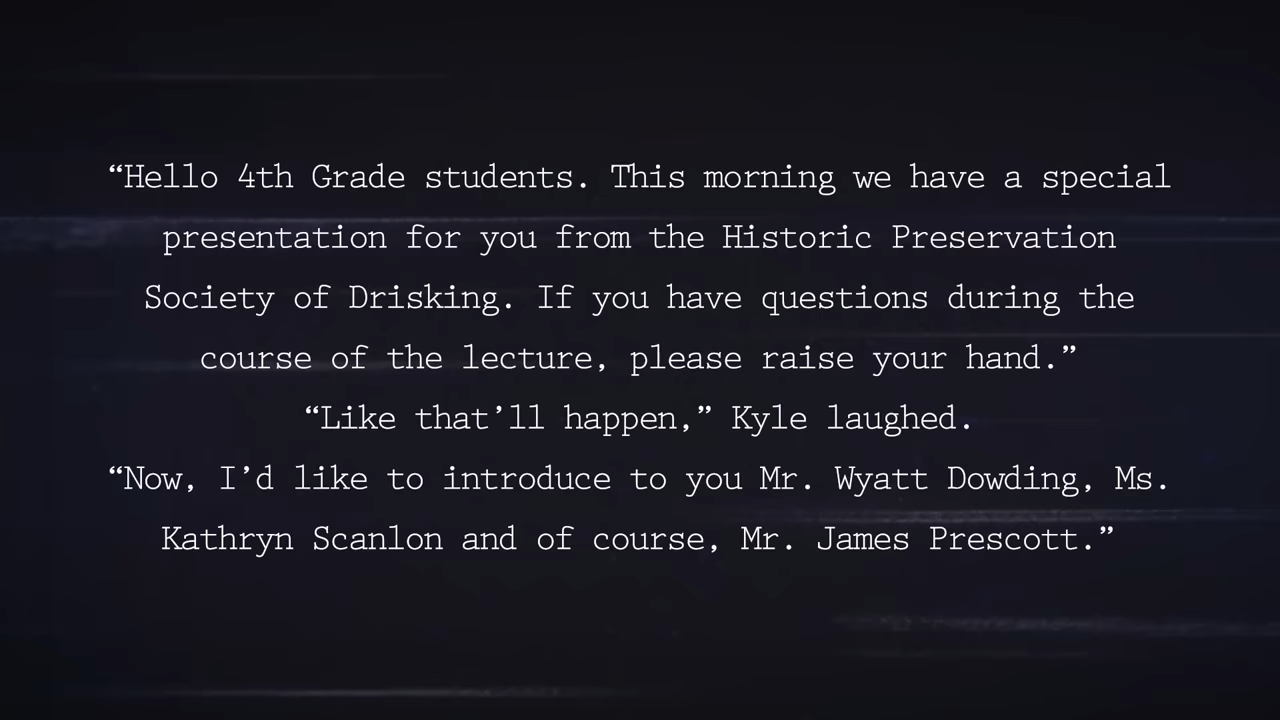 “Hello 4th Grade students. This morning we have a special
presentation for you from the Historic Preservation
Society of Drisking. If you have questions during the
course of the lecture, please raise your hand.”
“Like that’ll happen,” Kyle laughed.
“Now, I’d like to introduce to you Mr. Wyatt Dowding, Ms.
Kathryn Scanlon and of course, Mr. James Prescott.”